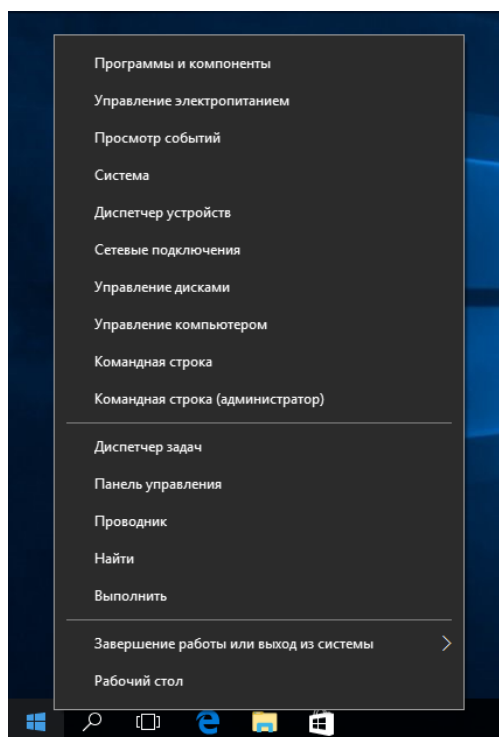 Программы и компоненты
Управление электропитанием
Просмотр событий
Система
Диспетчер устройств
Сетевые подключения
Управление дисками
Управление компьютером
Командная строка
Командная строка (администратор)
Диспетчер задач
Панель управления
Проводник
Найти
Выполнить
Завершение работы или выход из системы
Рабочий стол